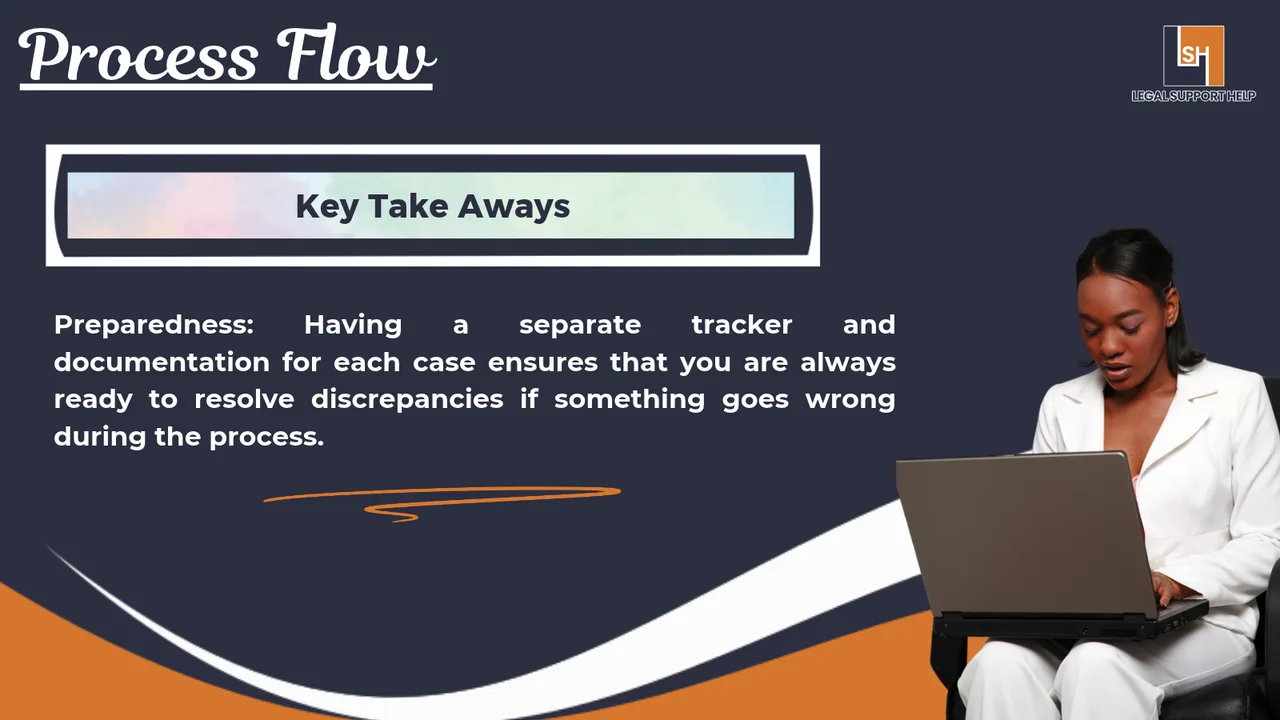 Process Flow
SH
LEGAL SUPPORT HELP
Key Take Aways
Preparedness: Having a separate tracker and
documentation for each case ensures that you are always
ready to resolve discrepancies if something goes wrong
during the process.